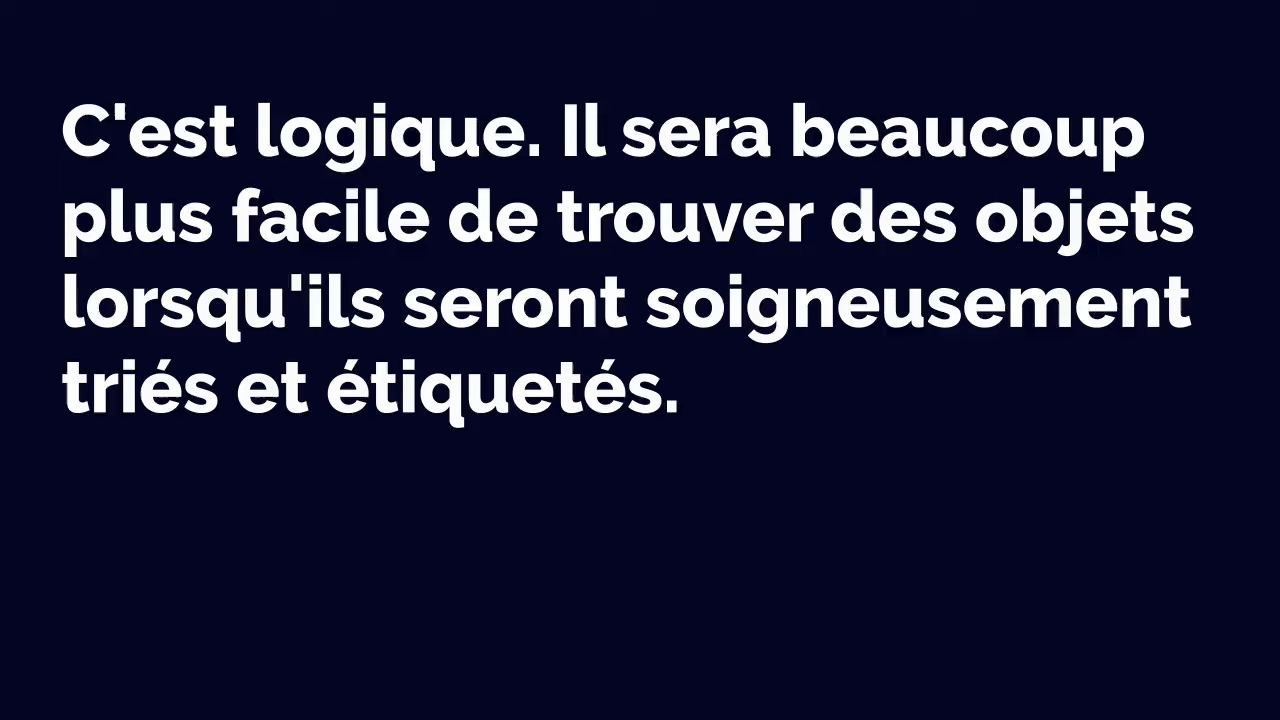 C'est logique. Il sera beaucoup
plus facile de trouver des objets
lorsqu'ils seront soigneusement
triés et étiquetés.